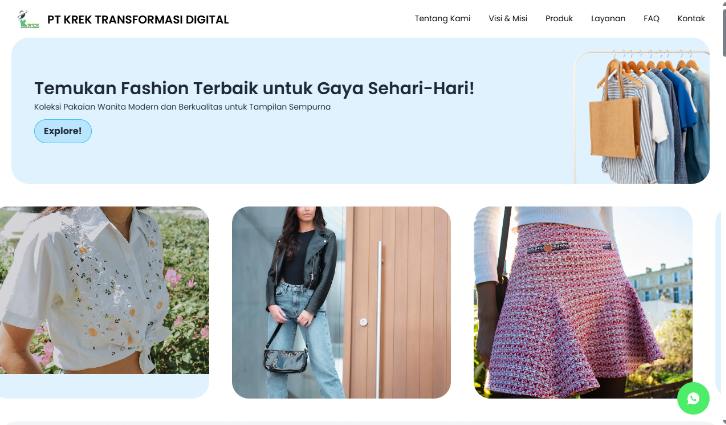 PT KREK TRANSFORMASI DIGITAL
Tentang Kami
Visi & Misi
Produk
Layanan
FAQ
Kontak
Temukan Fashion Terbaik untuk Gaya Sehari-Hari!
Koleksi Pakaian Wanita Modern dan Berkualitas untuk Tampilan Sempurna
Explore!